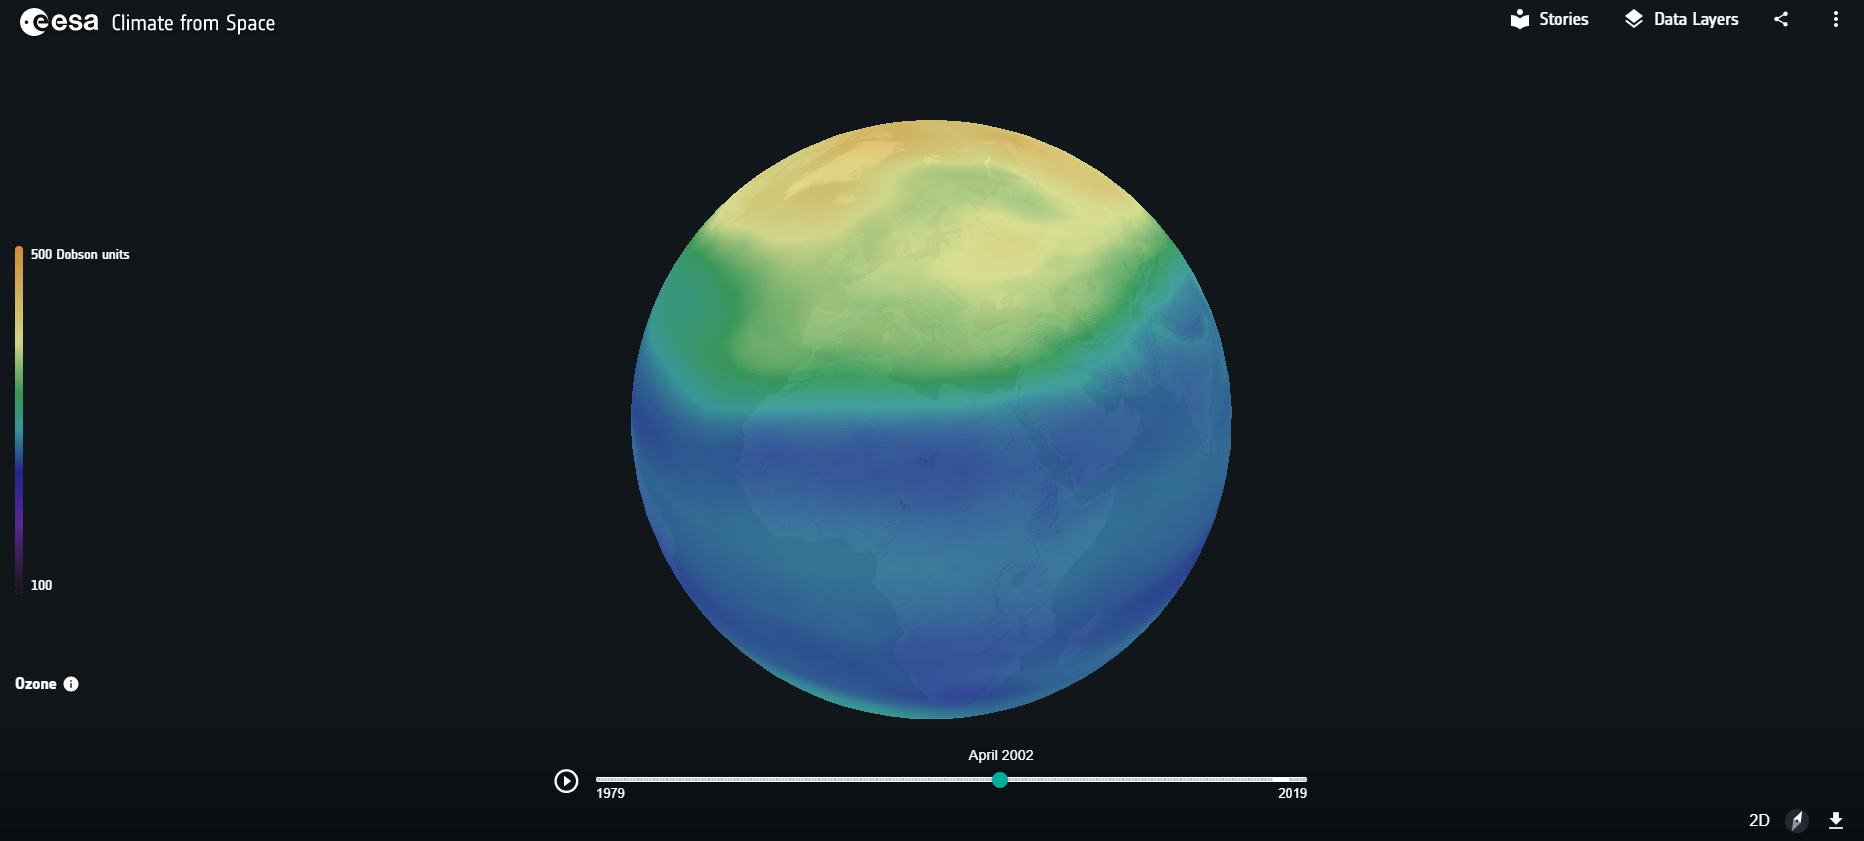 esa Climate from Space
Stories
Data Layers
500 Dobson units
100
Ozone
April 2002
1979
2019
2D